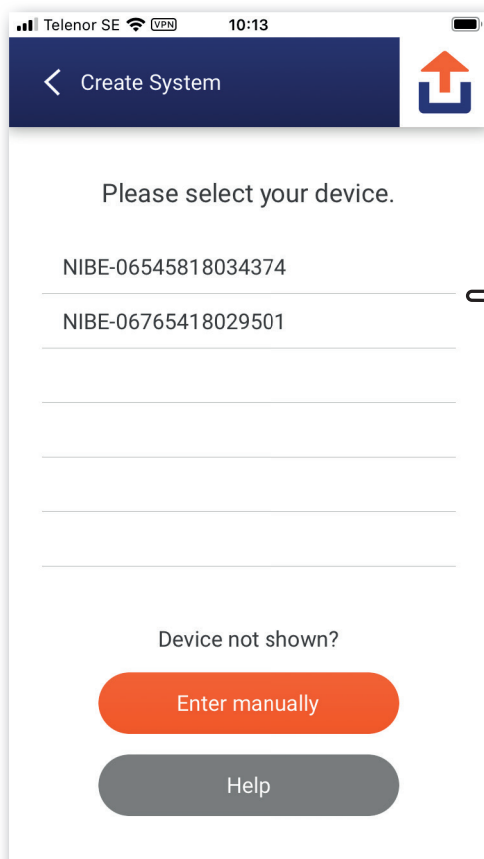 Telenor SE VPN 10:13
Create System
Please select your device.
NIBE-06545818034374
NIBE-06765418029501
Device not shown?
Enter manually
Help